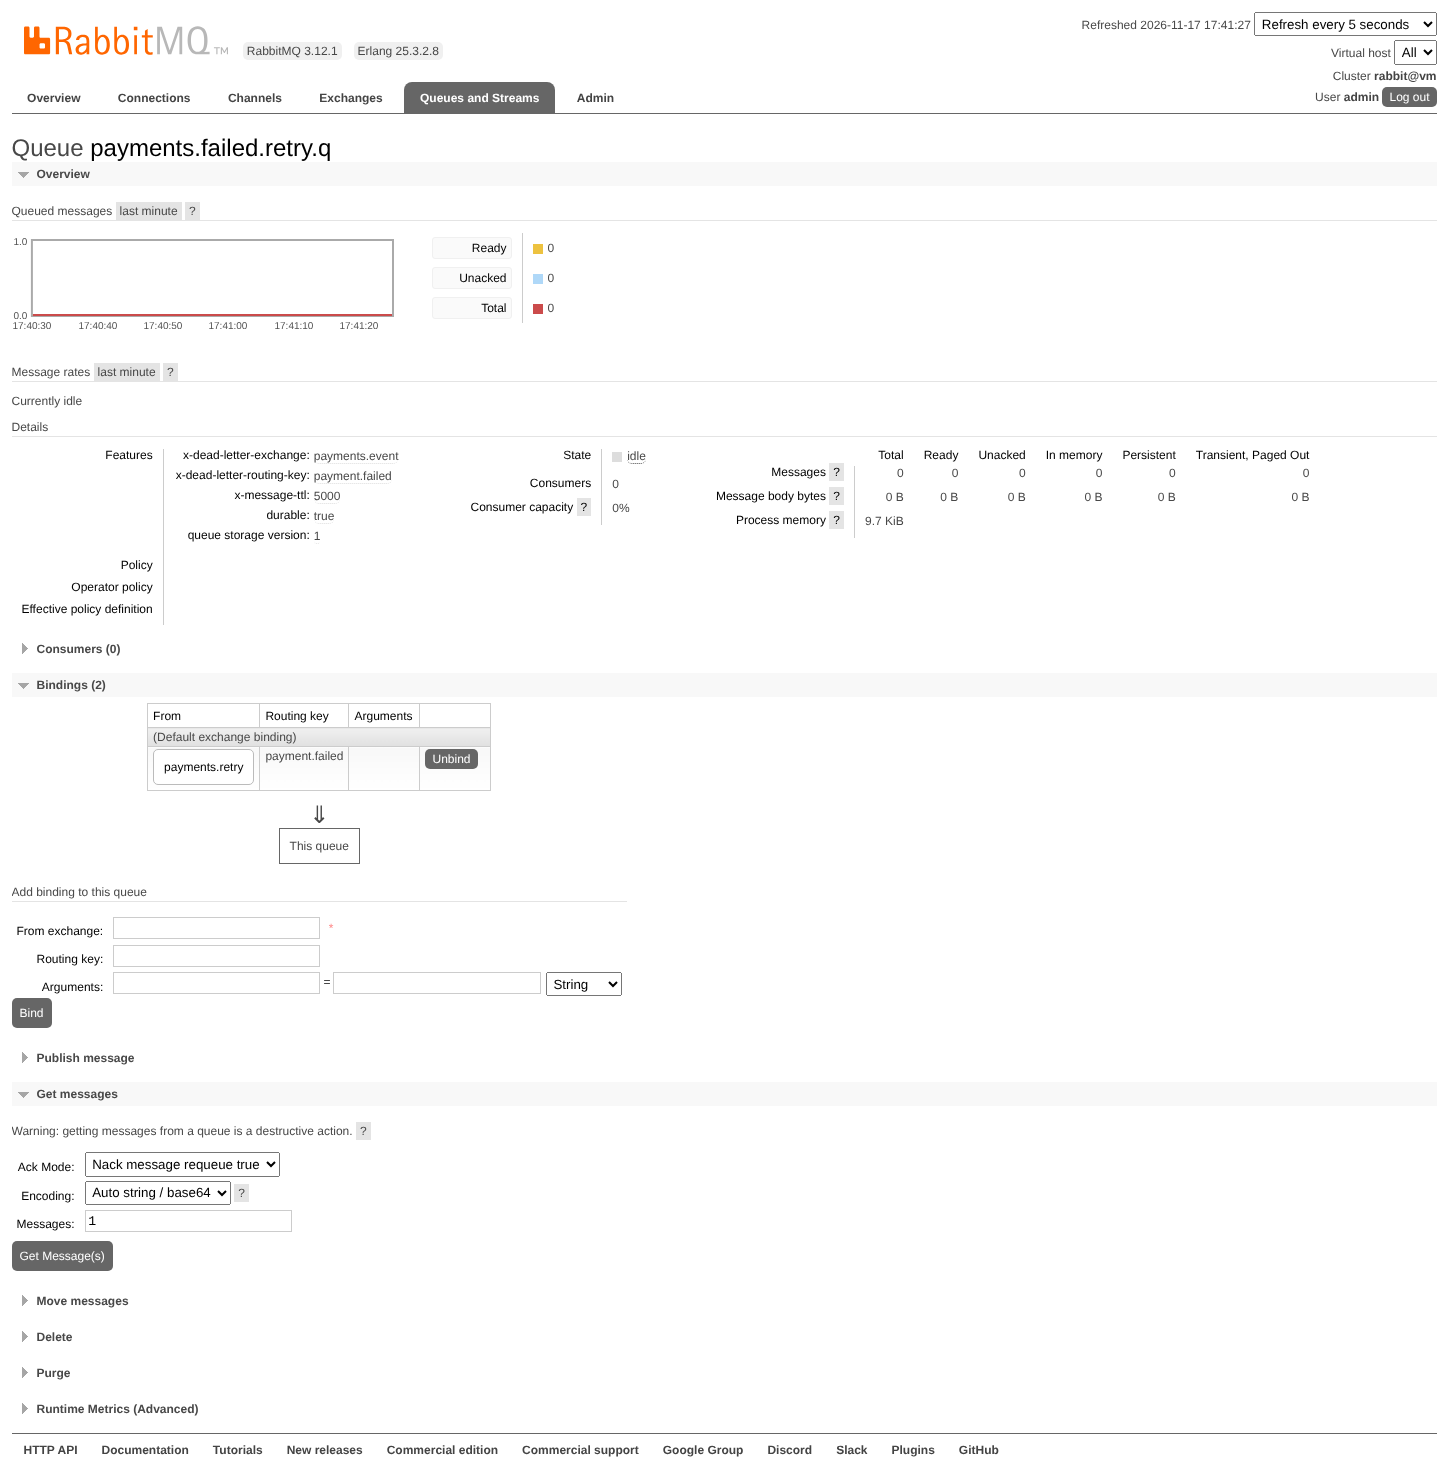 RabbitMQ TM RabbitMQ 3.12.1 Erlang 25.3.2.8
Refreshed 2026-11-17 17:41:27 Refresh every 5 seconds
Virtual host All
Cluster rabbit@vm
User admin Log out
Overview Connections Channels Exchanges Queues and Streams Admin
Queue payments.failed.retry.q
Overview
Queued messages last minute ?
1.0
0.0
17:40:30 17:40:40 17:40:50 17:41:00 17:41:10 17:41:20
Ready 0
Unacked 0
Total 0
Message rates last minute ?
Currently idle
Details
Features
x-dead-letter-exchange: payments.event
x-dead-letter-routing-key: payment.failed
x-message-ttl: 5000
durable: true
queue storage version: 1
Policy
Operator policy
Effective policy definition
State idle
Consumers 0
Consumer capacity ? 0%
Total Ready Unacked In memory Persistent Transient, Paged Out
Messages ? 0 0 0 0 0 0
Message body bytes ? 0 B 0 B 0 B 0 B 0 B 0 B
Process memory ? 9.7 KiB
Consumers (0)
Bindings (2)
From Routing key Arguments
(Default exchange binding)
payments.retry payment.failed Unbind
⇓
This queue
Add binding to this queue
From exchange: *
Routing key:
Arguments: = String
Bind
Publish message
Get messages
Warning: getting messages from a queue is a destructive action. ?
Ack Mode: Nack message requeue true
Encoding: Auto string / base64 ?
Messages: 1
Get Message(s)
Move messages
Delete
Purge
Runtime Metrics (Advanced)
HTTP API Documentation Tutorials New releases Commercial edition Commercial support Google Group Discord Slack Plugins GitHub